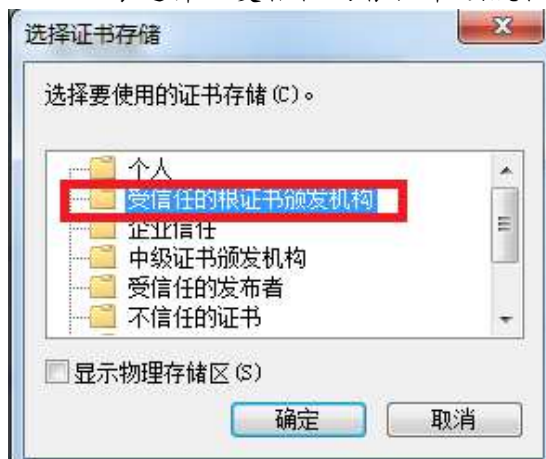 选择证书存储
选择要使用的证书存储(C)。
个人
受信任的根证书颁发机构
企业信任
中级证书颁发机构
受信任的发布者
不信任的证书
显示物理存储区(S)
确定
取消